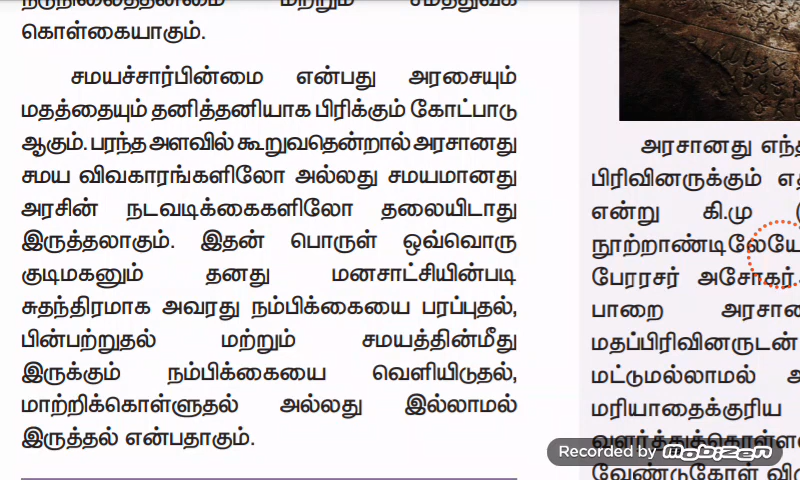 கொள்கையாகும்.
சமயச்சார்பின்மை என்பது அரசையும்
மதத்தையும் தனித்தனியாக பிரிக்கும் கோட்பாடு
ஆகும். பரந்த அளவில் கூறுவதென்றால் அரசானது
சமய விவகாரங்களிலோ அல்லது சமயமானது
அரசின் நடவடிக்கைகளிலோ தலையிடாது
இருத்தலாகும். இதன் பொருள் ஒவ்வொரு
குடிமகனும் தனது மனசாட்சியின்படி
சுதந்திரமாக அவரது நம்பிக்கையை பரப்புதல்,
பின்பற்றுதல் மற்றும் சமயத்தின்மீது
இருக்கும் நம்பிக்கையை வெளியிடுதல்,
மாற்றிக்கொள்ளுதல் அல்லது இல்லாமல்
இருத்தல் என்பதாகும்.
அரசானது
பிரிவினருக்கும்
என்று கி.மு
நூற்றாண்டிலேயே
பேரரசர் அசோகர்
பாறை
மதப்பிரிவினருடன்
மட்டுமல்லாமல்
மரியாதைக்குரிய
வேண்டுகோள்
Recorded by mobizen